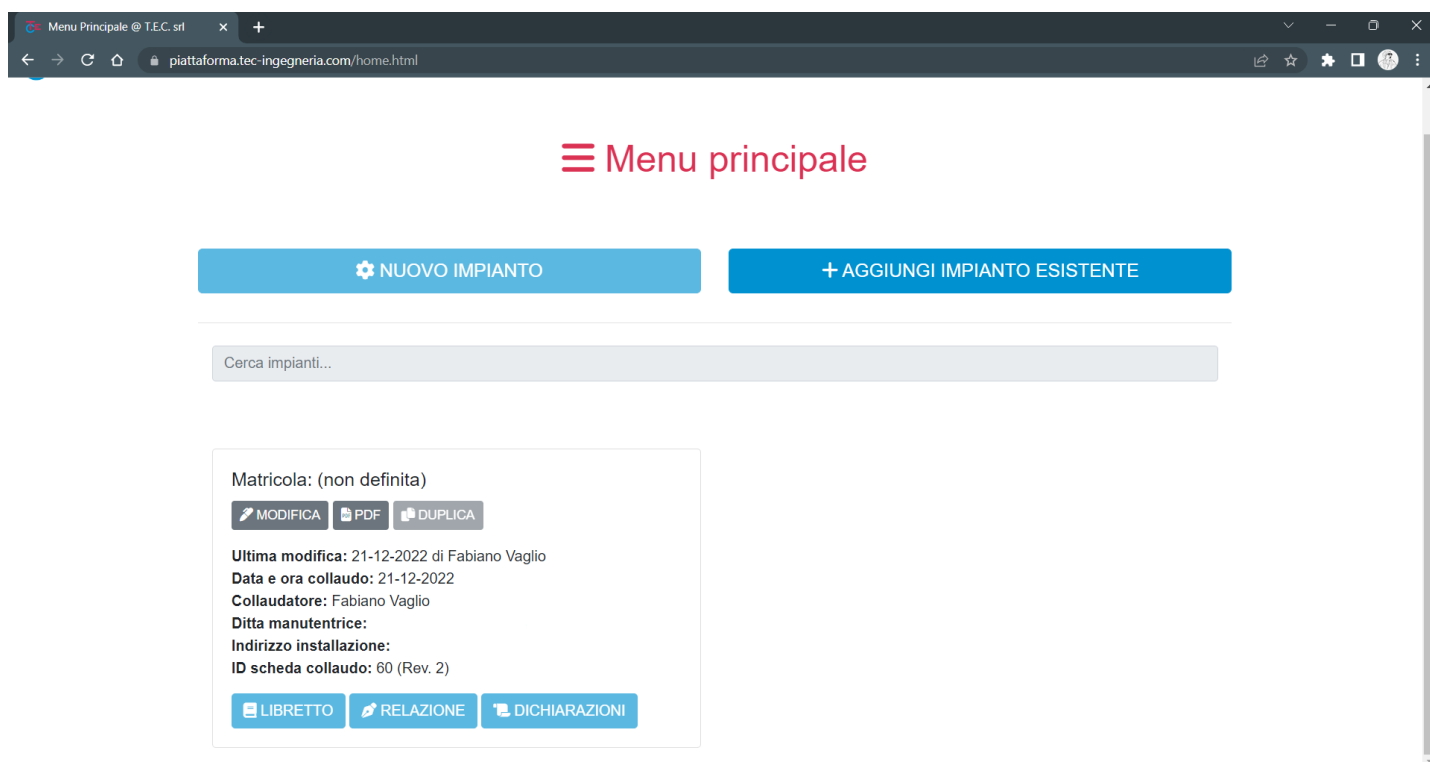 Menu Principale @ T.E.C. srl
piattaforma.tec-ingegneria.com/home.html
Menu principale
NUOVO IMPIANTO
AGGIUNGI IMPIANTO ESISTENTE
Cerca impianti...
Matricola: (non definita)
MODIFICA PDF DUPLICA
Ultima modifica: 21-12-2022 di Fabiano Vaglio
Data e ora collaudo: 21-12-2022
Collaudatore: Fabiano Vaglio
Ditta manutentrice:
Indirizzo installazione:
ID scheda collaudo: 60 (Rev. 2)
LIBRETTO RELAZIONE DICHIARAZIONI